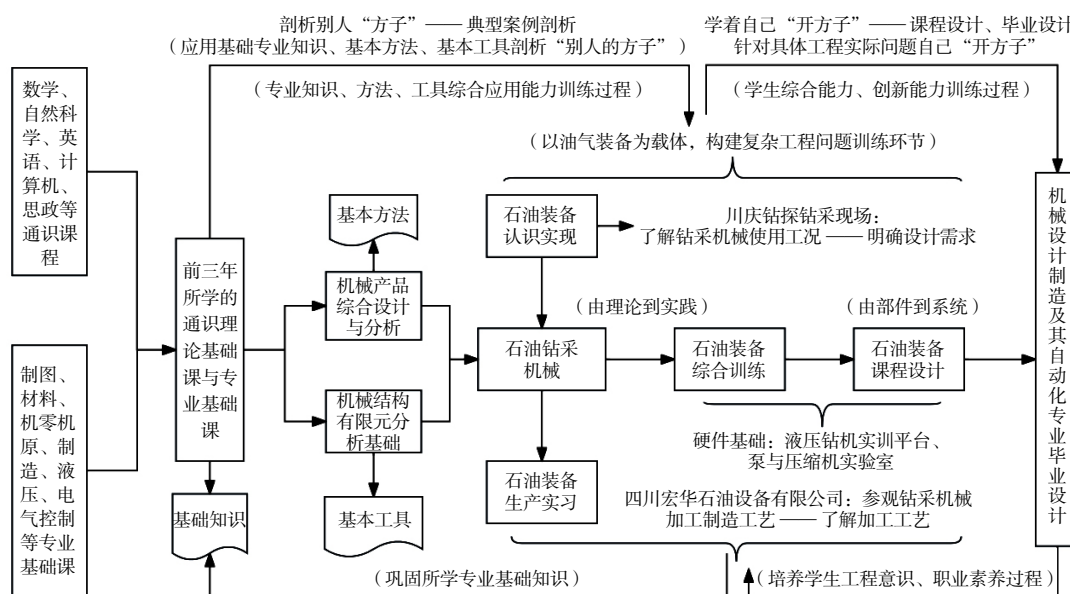 剖析别人“方子”——典型案例剖析
（应用基础专业知识、基本方法、基本工具剖析“别人的方子”）
学着自己“开方子”——课程设计、毕业设计
针对具体工程实际问题自己“开方子”
（专业知识、方法、工具综合应用能力训练过程）
（学生综合能力、创新能力训练过程）
（以油气装备为载体，构建复杂工程问题训练环节）
数学、
自然科
学、英
语、计
算机、
思政等
通识课
程
制图、
材料、
机零机
原、制
造、液
压、电
气控制
等专业
基础课
前三年
所学的
通识理
论基础
课与专
业基础
课
基础知识
基本方法
机械产品
综合设计
与分析
机械结构
有限元分
析基础
基本工具
石油装备
认识实现
川庆钻探钻采现场：
了解钻采机械使用工况——明确设计需求
（由理论到实践）
（由部件到系统）
石油钻采
机械
石油装备
综合训练
石油装备
课程设计
硬件基础：液压钻机实训平台、
泵与压缩机实验室
石油装备
生产实习
四川宏华石油设备有限公司：参观钻采机械
加工制造工艺——了解加工工艺
机械设计制造及其自动化专业毕业设计
（巩固所学专业基础知识）
（培养学生工程意识、职业素养过程）